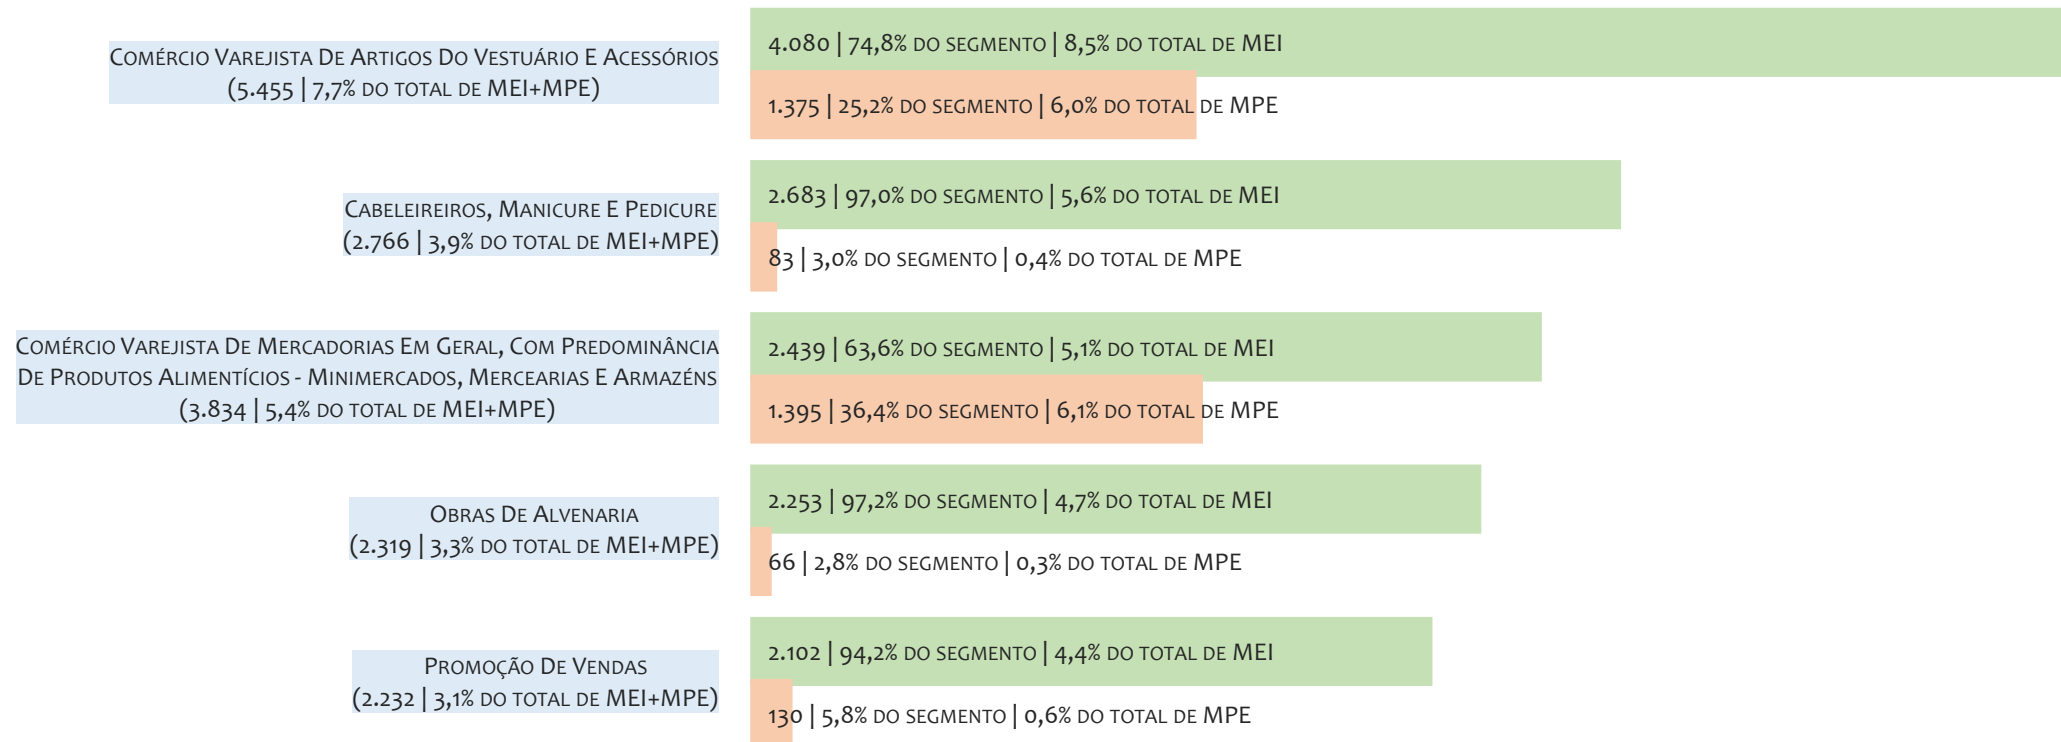 Comércio Varejista De Artigos Do Vestuário E Acessórios
(5.455 | 7,7% do total de MEI+MPE)
4.080 | 74,8% do segmento | 8,5% do total de MEI
1.375 | 25,2% do segmento | 6,0% do total de MPE
Cabeleireiros, Manicure E Pedicure
(2.766 | 3,9% do total de MEI+MPE)
2.683 | 97,0% do segmento | 5,6% do total de MEI
83 | 3,0% do segmento | 0,4% do total de MPE
Comércio Varejista De Mercadorias Em Geral, Com Predominância
De Produtos Alimentícios - Minimercados, Mercearias E Armazéns
(3.834 | 5,4% do total de MEI+MPE)
2.439 | 63,6% do segmento | 5,1% do total de MEI
1.395 | 36,4% do segmento | 6,1% do total de MPE
Obras De Alvenaria
(2.319 | 3,3% do total de MEI+MPE)
2.253 | 97,2% do segmento | 4,7% do total de MEI
66 | 2,8% do segmento | 0,3% do total de MPE
Promoção De Vendas
(2.232 | 3,1% do total de MEI+MPE)
2.102 | 94,2% do segmento | 4,4% do total de MEI
130 | 5,8% do segmento | 0,6% do total de MPE